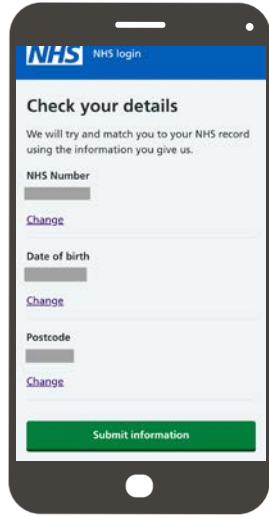 NHS NHS login
Check your details
We will try and match you to your NHS record
using the information you give us.
NHS Number
Change
Date of birth
Change
Postcode
Change
Submit information